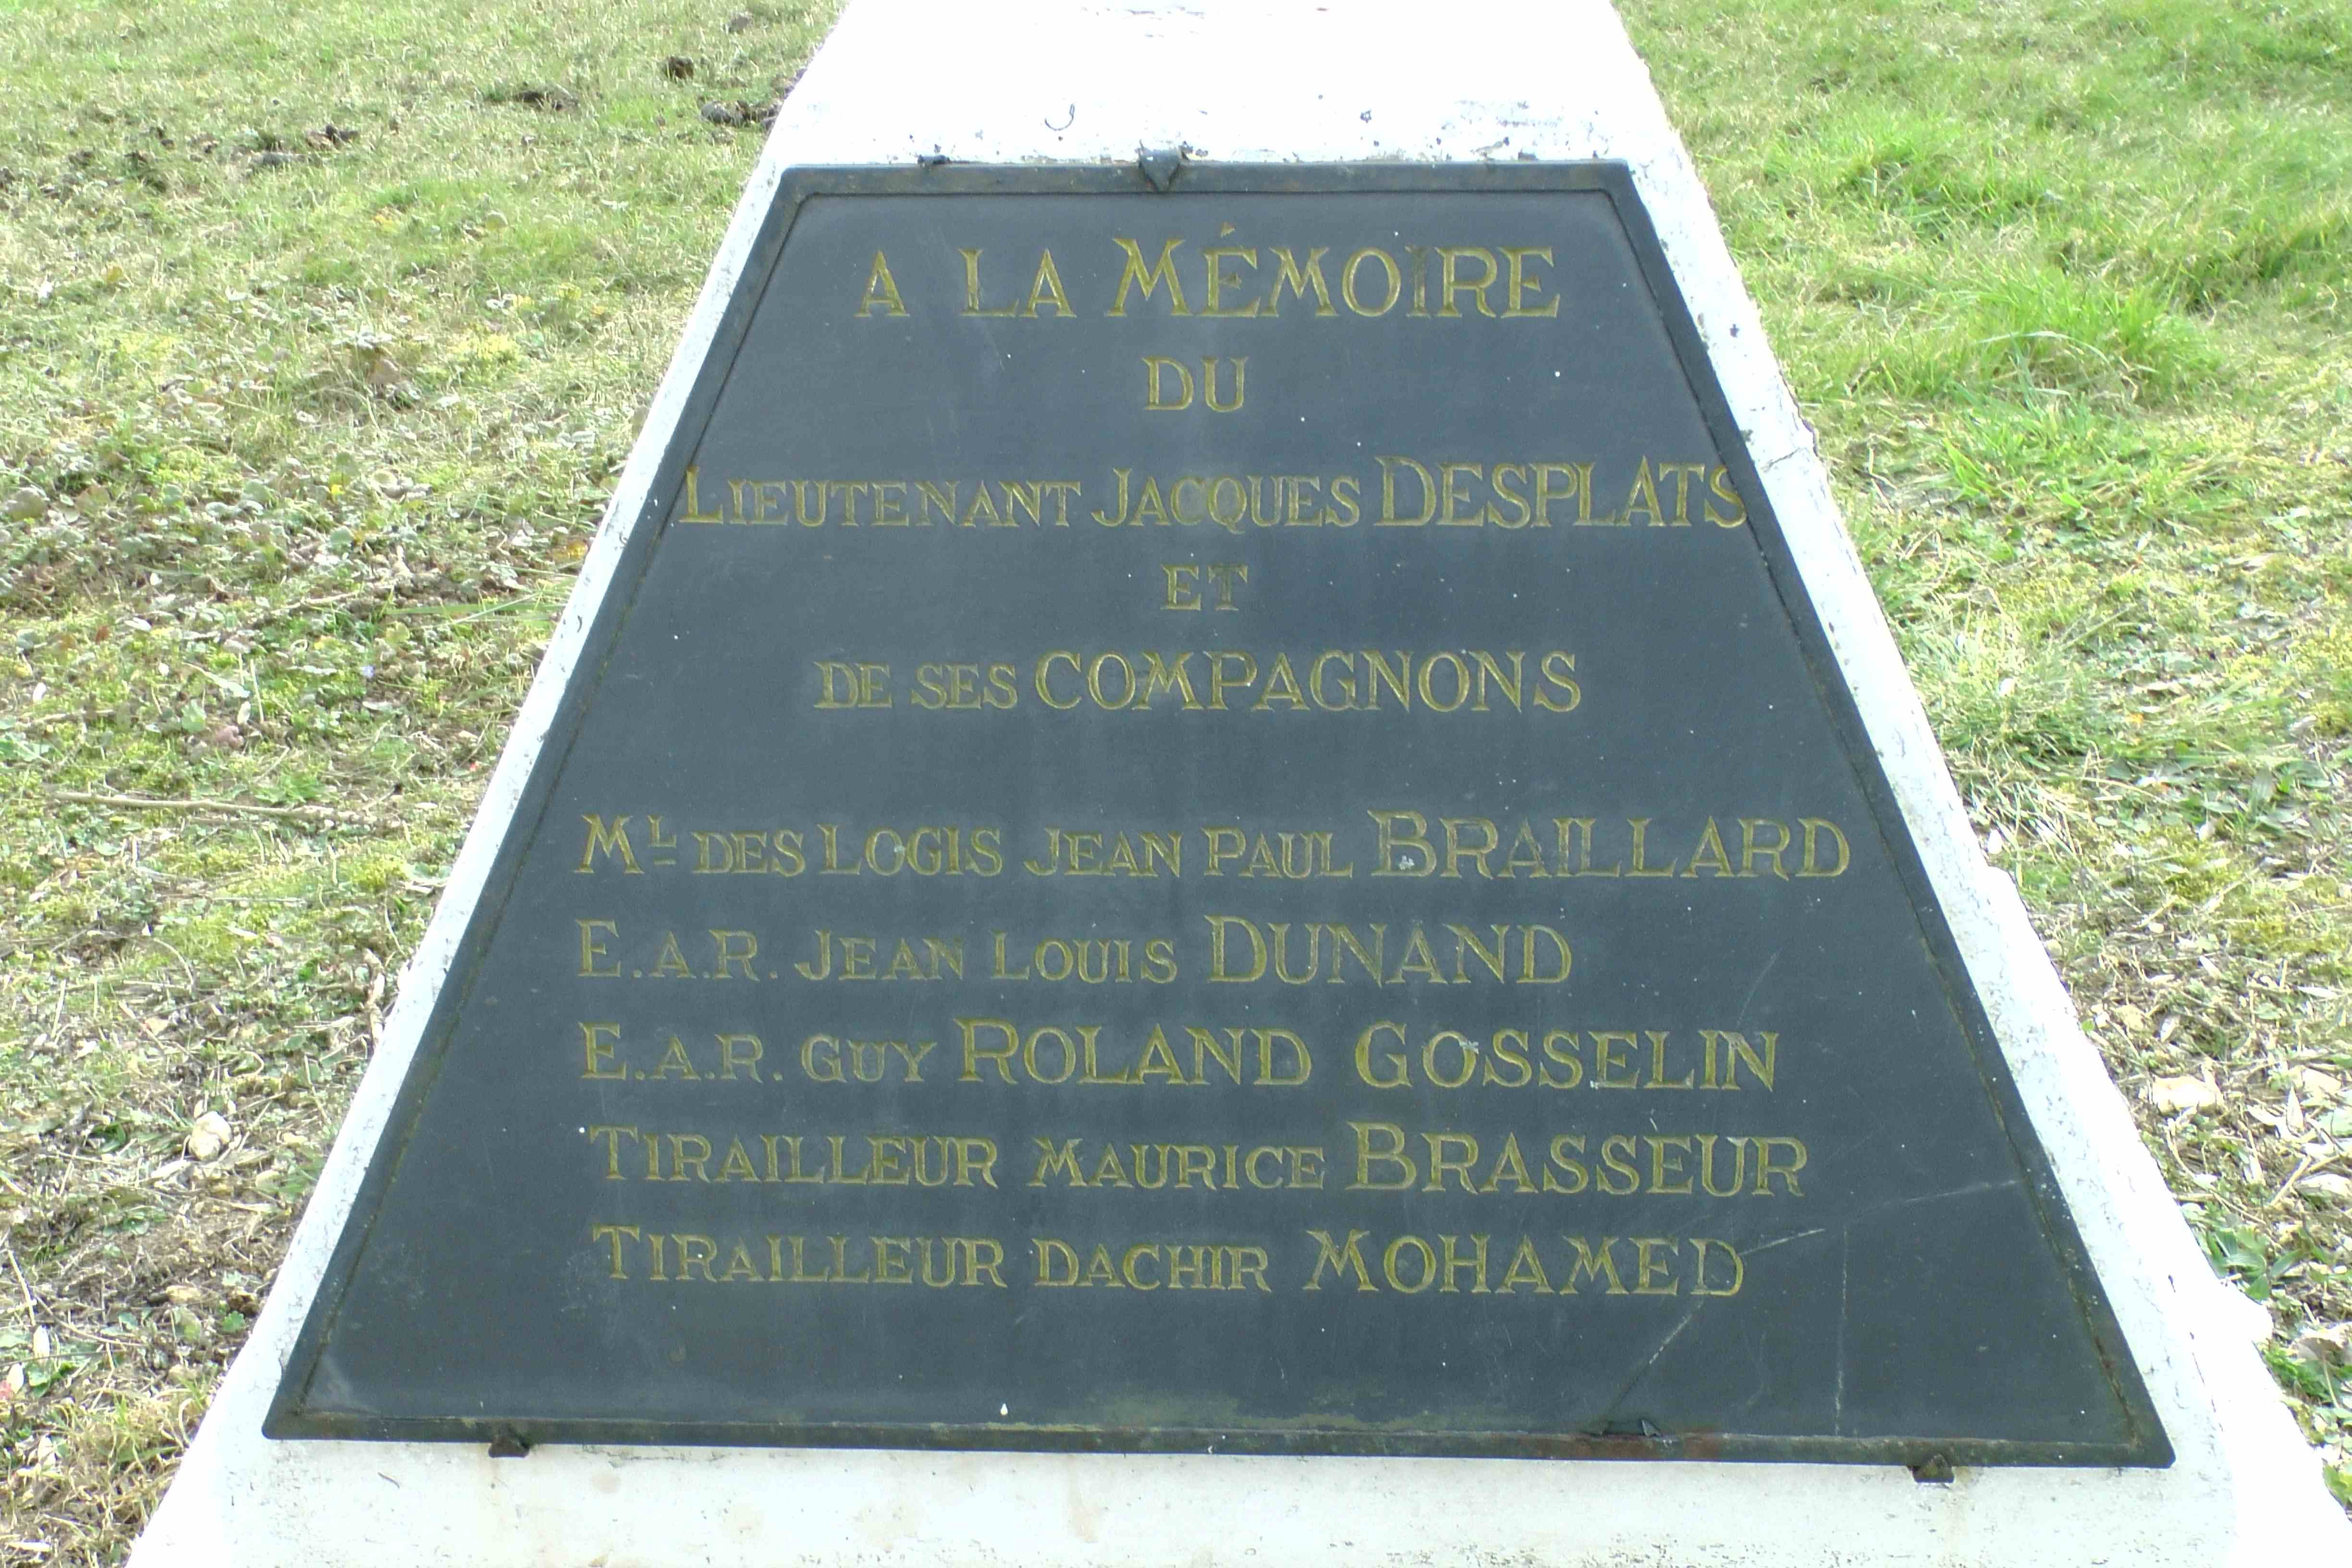 A LA MÉMOIRE
DU
LIEUTENANT JACQUES DESPLATS
ET
DE SES COMPAGNONS
ML DES LOGIS JEAN PAUL BRAILLARD
E.A.R. JEAN LOUIS DUNAND
E.A.R. GUY ROLAND GOSSELIN
TIRAILLEUR MAURICE BRASSEUR
TIRAILLEUR DACHIR MOHAMED